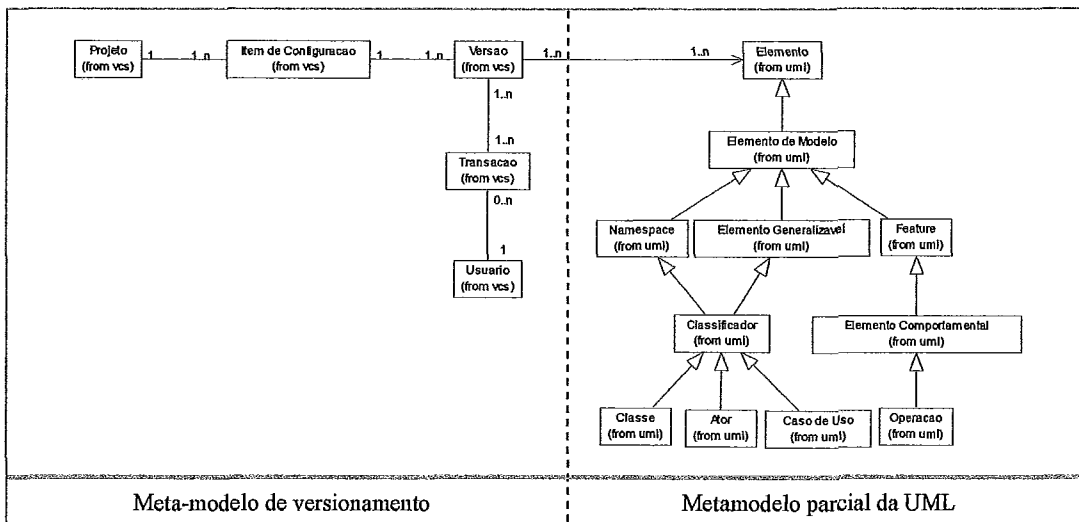 Projeto
(from vcs)
1
1..n
Item de Configuracao
(from vcs)
1
1..n
Versao
(from vcs)
1..n
1..n
Elemento
(from uml)
1..n
1..n
Transacao
(from vcs)
0..n
1
Usuario
(from vcs)
Elemento de Modelo
(from uml)
Namespace
(from uml)
Elemento Generalizavel
(from uml)
Feature
(from uml)
Classificador
(from uml)
Elemento Comportamental
(from uml)
Classe
(from uml)
Ator
(from uml)
Caso de Uso
(from uml)
Operacao
(from uml)
Meta-modelo de versionamento
Metamodelo parcial da UML